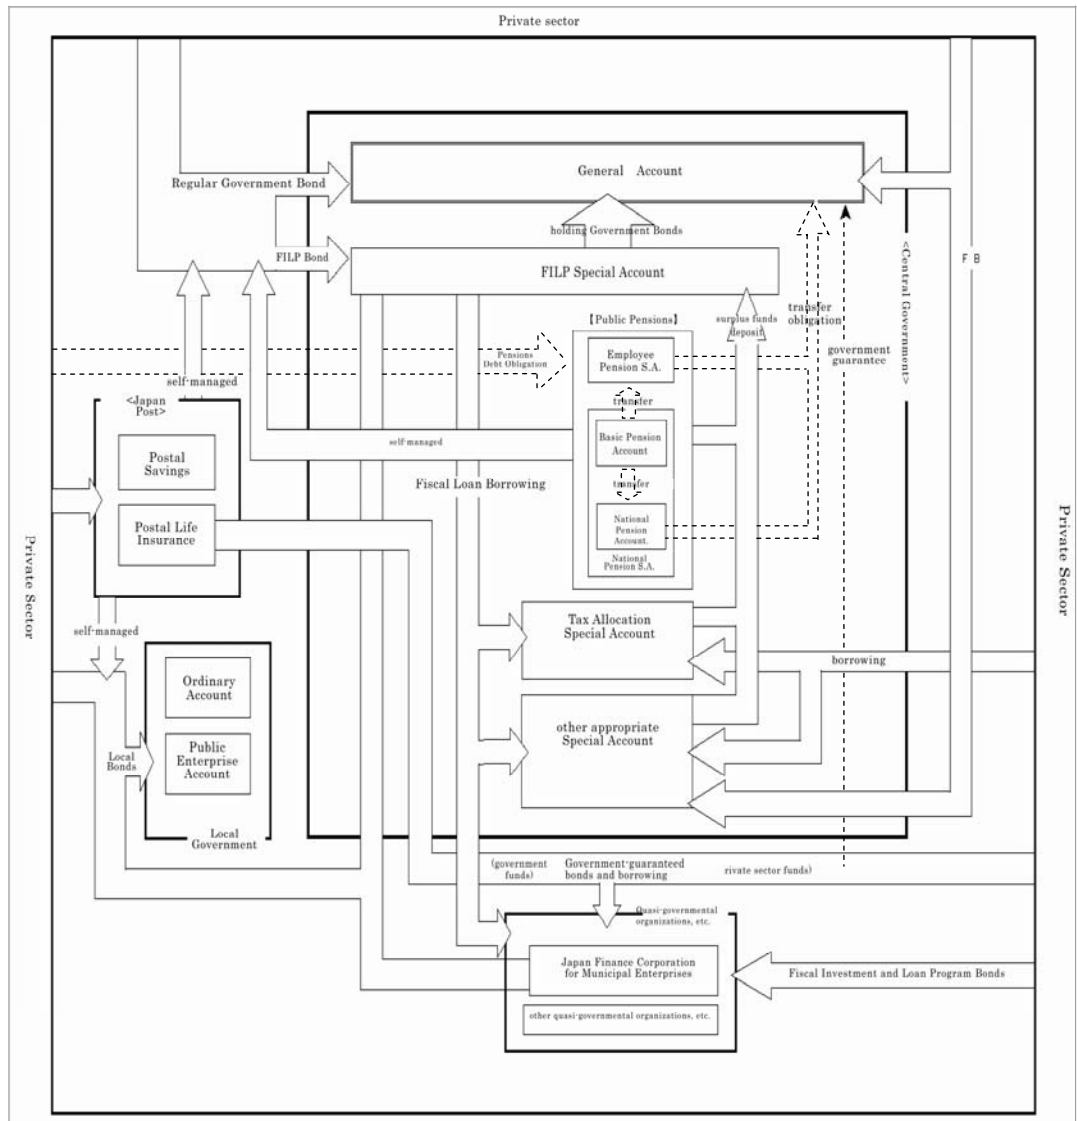 Private sector
General Account
Regular Government Bond
holding Government Bonds
FILP Bond
FILP Special Account
<Central Government>
F B
transfer
obligation
surplus funds
deposit
【Public Pensions】
government
guarantee
Pensions
Debt Obligation
Employee
Pension S.A.
self-managed
<Japan
Post>
transfer
Basic Pension
Account
self-managed
Postal
Savings
Fiscal Loan Borrowing
transfer
Postal Life
Insurance
National
Pension
Account.
National
Pension S.A.
Private Sector
Private Sector
self-managed
Tax Allocation
Special Account
borrowing
Ordinary
Account
other appropriate
Special Account
Public
Enterprise
Account
Local
Bonds
Local
Government
(government
funds)
Government-guaranteed
bonds and borrowing
rivate sector funds)
Quasi-governmental
organizations, etc.
Japan Finance Corporation
for Municipal Enterprises
Fiscal Investment and Loan Program Bonds
other quasi-governmental organizations, etc.